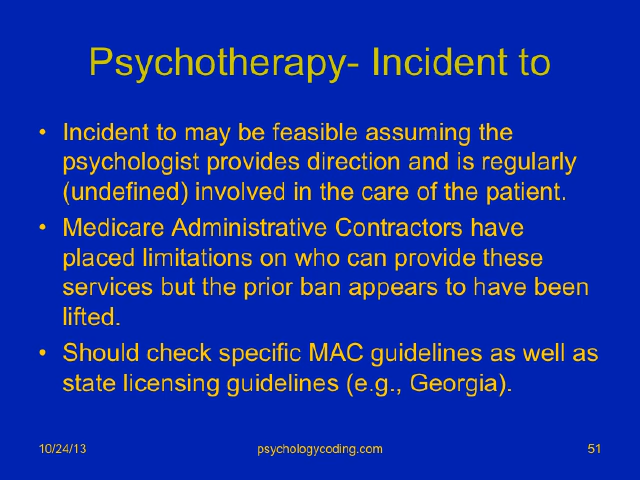 Psychotherapy- Incident to
• Incident to may be feasible assuming the
psychologist provides direction and is regularly
(undefined) involved in the care of the patient.
• Medicare Administrative Contractors have
placed limitations on who can provide these
services but the prior ban appears to have been
lifted.
• Should check specific MAC guidelines as well as
state licensing guidelines (e.g., Georgia).
10/24/13 psychologycoding.com 51